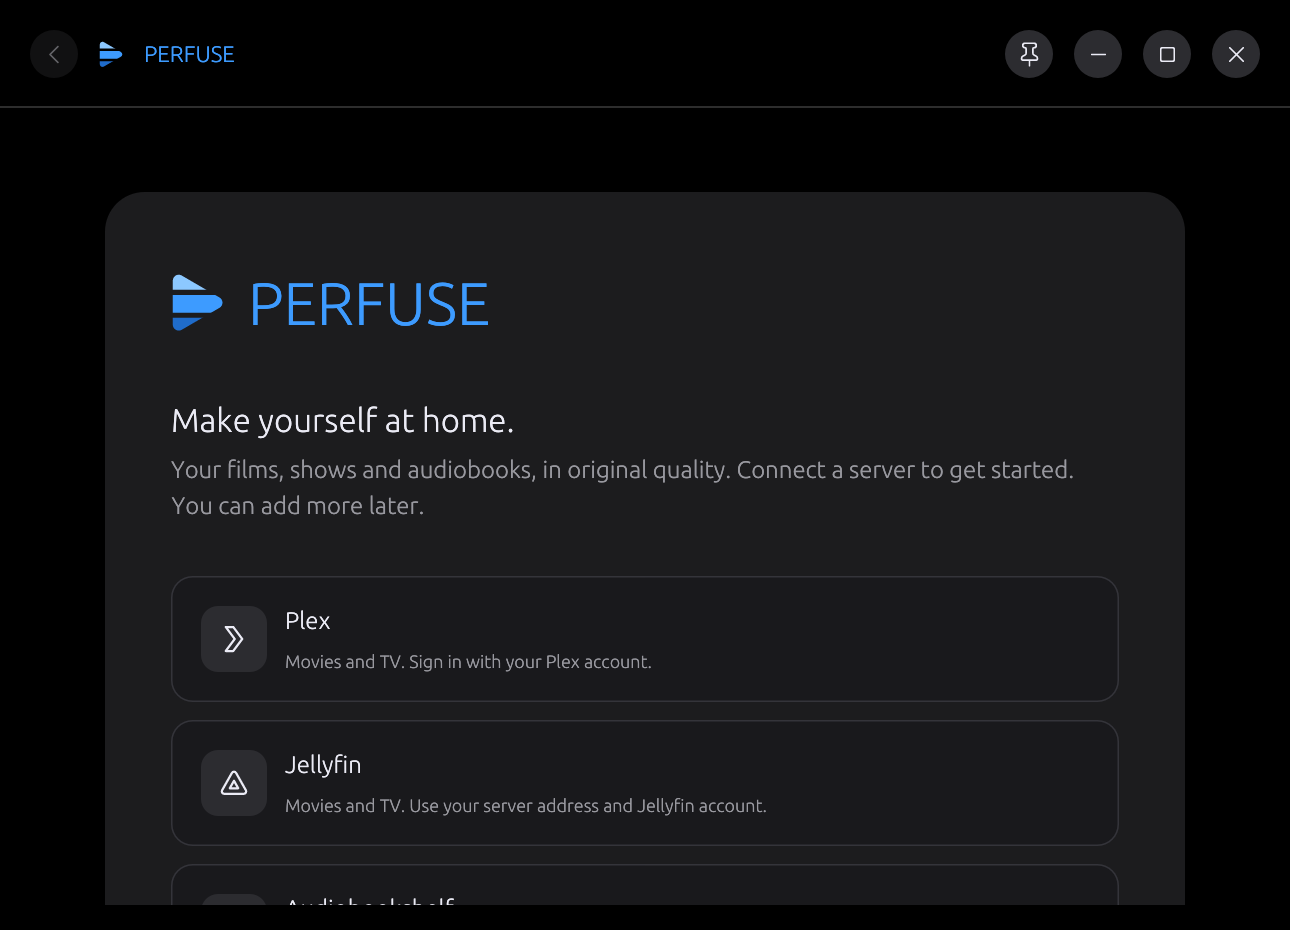 PERFUSE
PERFUSE
Make yourself at home.
Your films, shows and audiobooks, in original quality. Connect a server to get started.
You can add more later.
Plex
Movies and TV. Sign in with your Plex account.
Jellyfin
Movies and TV. Use your server address and Jellyfin account.
Audiobookshelf